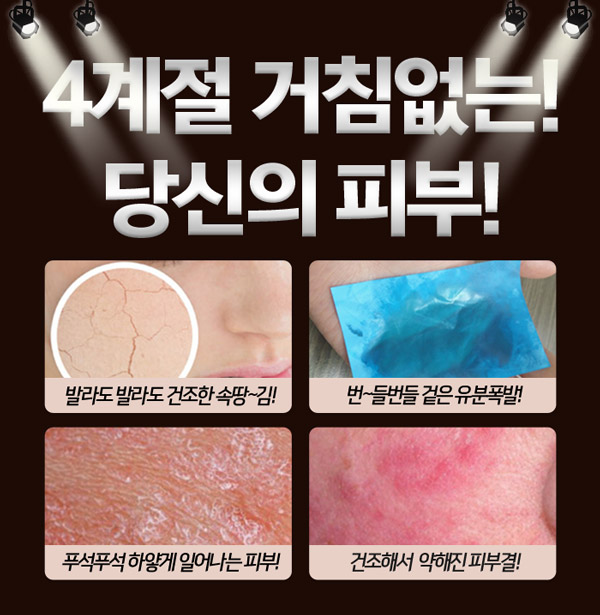 4계절 거침없는!
당신의 피부!
발라도 발라도 건조한 속땅~김!
번~들번들 겉은 유분폭발!
푸석푸석 하얗게 일어나는 피부!
건조해서 약해진 피부결!